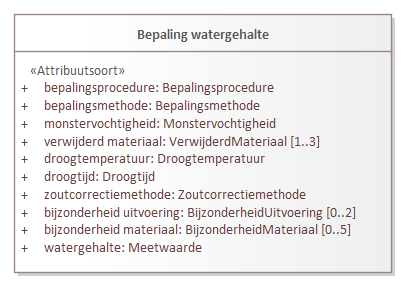 Bepaling watergehalte
«Attribuutsoort»
+ bepalingsprocedure: Bepalingsprocedure
+ bepalingsmethode: Bepalingsmethode
+ monstervochtigheid: Monstervochtigheid
+ verwijderd materiaal: VerwijderdMateriaal [1..3]
+ droogtemperatuur: Droogtemperatuur
+ droogtijd: Droogtijd
+ zoutcorrectiemethode: Zoutcorrectiemethode
+ bijzonderheid uitvoering: BijzonderheidUitvoering [0..2]
+ bijzonderheid materiaal: BijzonderheidMateriaal [0..5]
+ watergehalte: Meetwaarde